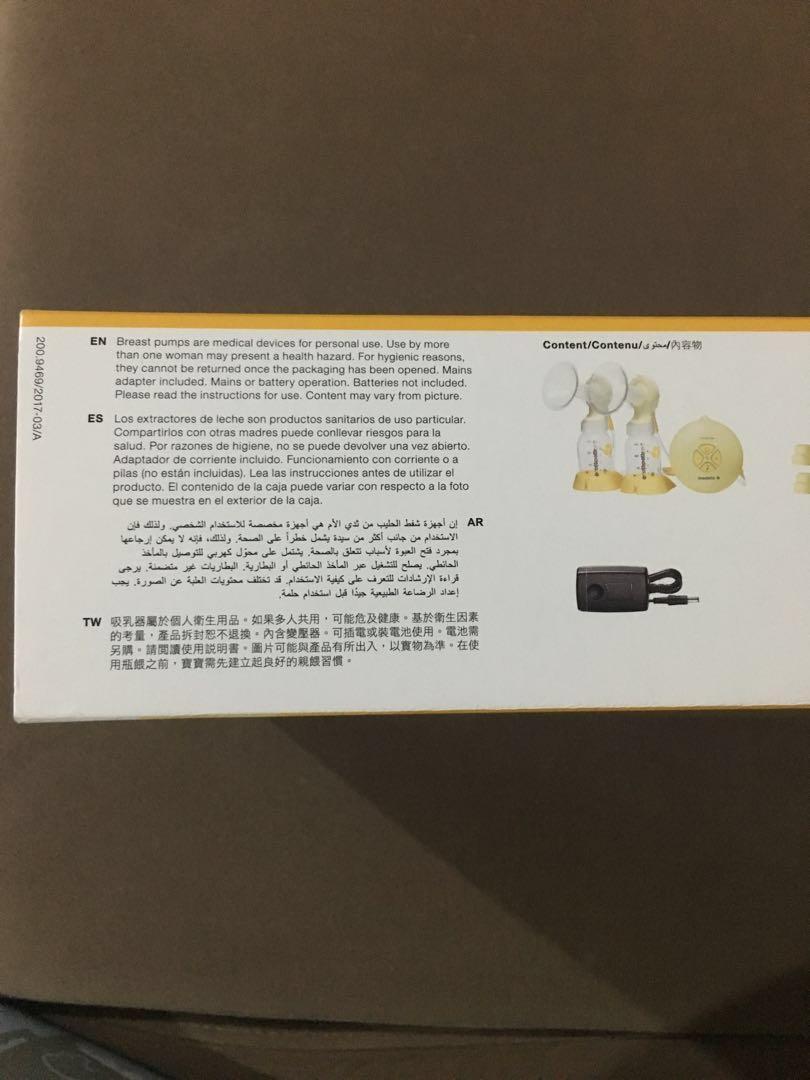 200.9469/2017-03/A
EN Breast pumps are medical devices for personal use. Use by more
than one woman may present a health hazard. For hygienic reasons,
they cannot be returned once the packaging has been opened. Mains
adapter included. Mains or battery operation. Batteries not included.
Please read the instructions for use. Content may vary from picture.
ES Los extractores de leche son productos sanitarios de uso particular.
Compartirlos con otras madres puede conllevar riesgos para la
salud. Por razones de higiene, no se puede devolver una vez abierto.
Adaptador de corriente incluido. Funcionamiento con corriente o a
pilas (no están incluidas). Lea las instrucciones antes de utilizar el
producto. El contenido de la caja puede variar con respecto a la foto
que se muestra en el exterior de la caja.
AR إن أجهزة شفط الحليب من ثدي الأم هي أجهزة مخصصة للاستخدام الشخصي. ولذلك فإن
الاستخدام من جانب أكثر من سيدة يشمل خطراً على الصحة. ولذلك، فإنه لا يمكن إرجاعها
بمجرد فتح العبوة لأسباب تتعلق بالصحة. يشتمل على محوّل كهربي للتوصيل بالمأخذ
الحائطي. يصلح للتشغيل عبر المأخذ الحائطي أو البطارية. البطاريات غير متضمنة. يرجى
قراءة الإرشادات للتعرف على كيفية الاستخدام. قد تختلف محتويات العلبة عن الصورة. يجب
إعداد الرضاعة الطبيعية جيدًا قبل استخدام حلمة.
TW 吸乳器屬於個人衛生用品。如果多人共用，可能危及健康。基於衛生因素
的考量，產品拆封恕不退換。內含變壓器。可插電或裝電池使用。電池需
另購。請閱讀使用説明書。圖片可能與產品有所出入，以實物為準。在使
用瓶餵之前，寶寶需先建立起良好的親餵習慣。
Content/Contenu/محتوى/內容物
medela